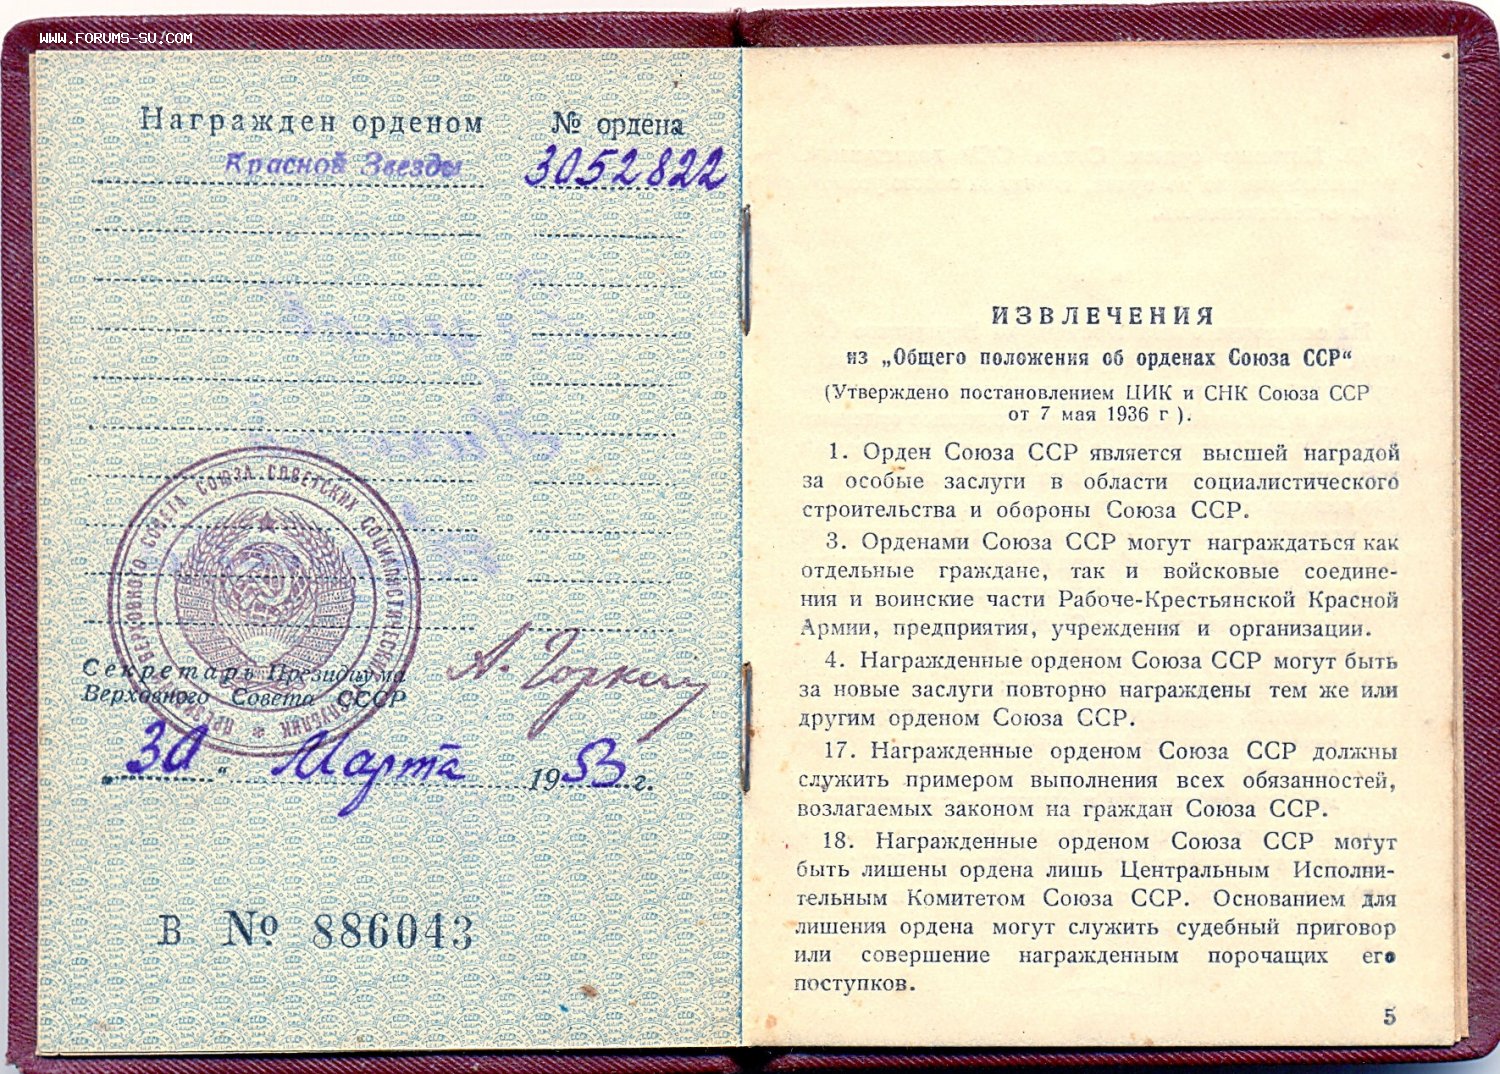 WWW.FORUMS-SU.COM
Награжден орденом
№ ордена
Красной Звезды
3052822
ВЕРХОВНОГО СОВЕТА СОЮЗА СОВЕТСКИХ СОЦИАЛИСТИЧЕСКИХ РЕСПУБЛИК
Секретарь Президиума
Верховного Совета СССР
А. Горкин
„30" Марта 1953 г.
В № 886043
ИЗВЛЕЧЕНИЯ
из „Общего положения об орденах Союза ССР“
(Утверждено постановлением ЦИК и СНК Союза ССР
от 7 мая 1936 г ).
1. Орден Союза ССР является высшей наградой
за особые заслуги в области социалистического
строительства и обороны Союза ССР.
3. Орденами Союза ССР могут награждаться как
отдельные граждане, так и войсковые соедине-
ния и воинские части Рабоче-Крестьянской Красной
Армии, предприятия, учреждения и организации.
4. Награжденные орденом Союза ССР могут быть
за новые заслуги повторно награждены тем же или
другим орденом Союза ССР.
17. Награжденные орденом Союза ССР должны
служить примером выполнения всех обязанностей,
возлагаемых законом на граждан Союза ССР.
18. Награжденные орденом Союза ССР могут
быть лишены ордена лишь Центральным Исполни-
тельным Комитетом Союза ССР. Основанием для
лишения ордена могут служить судебный приговор
или совершение награжденным порочащих его
поступков.
5